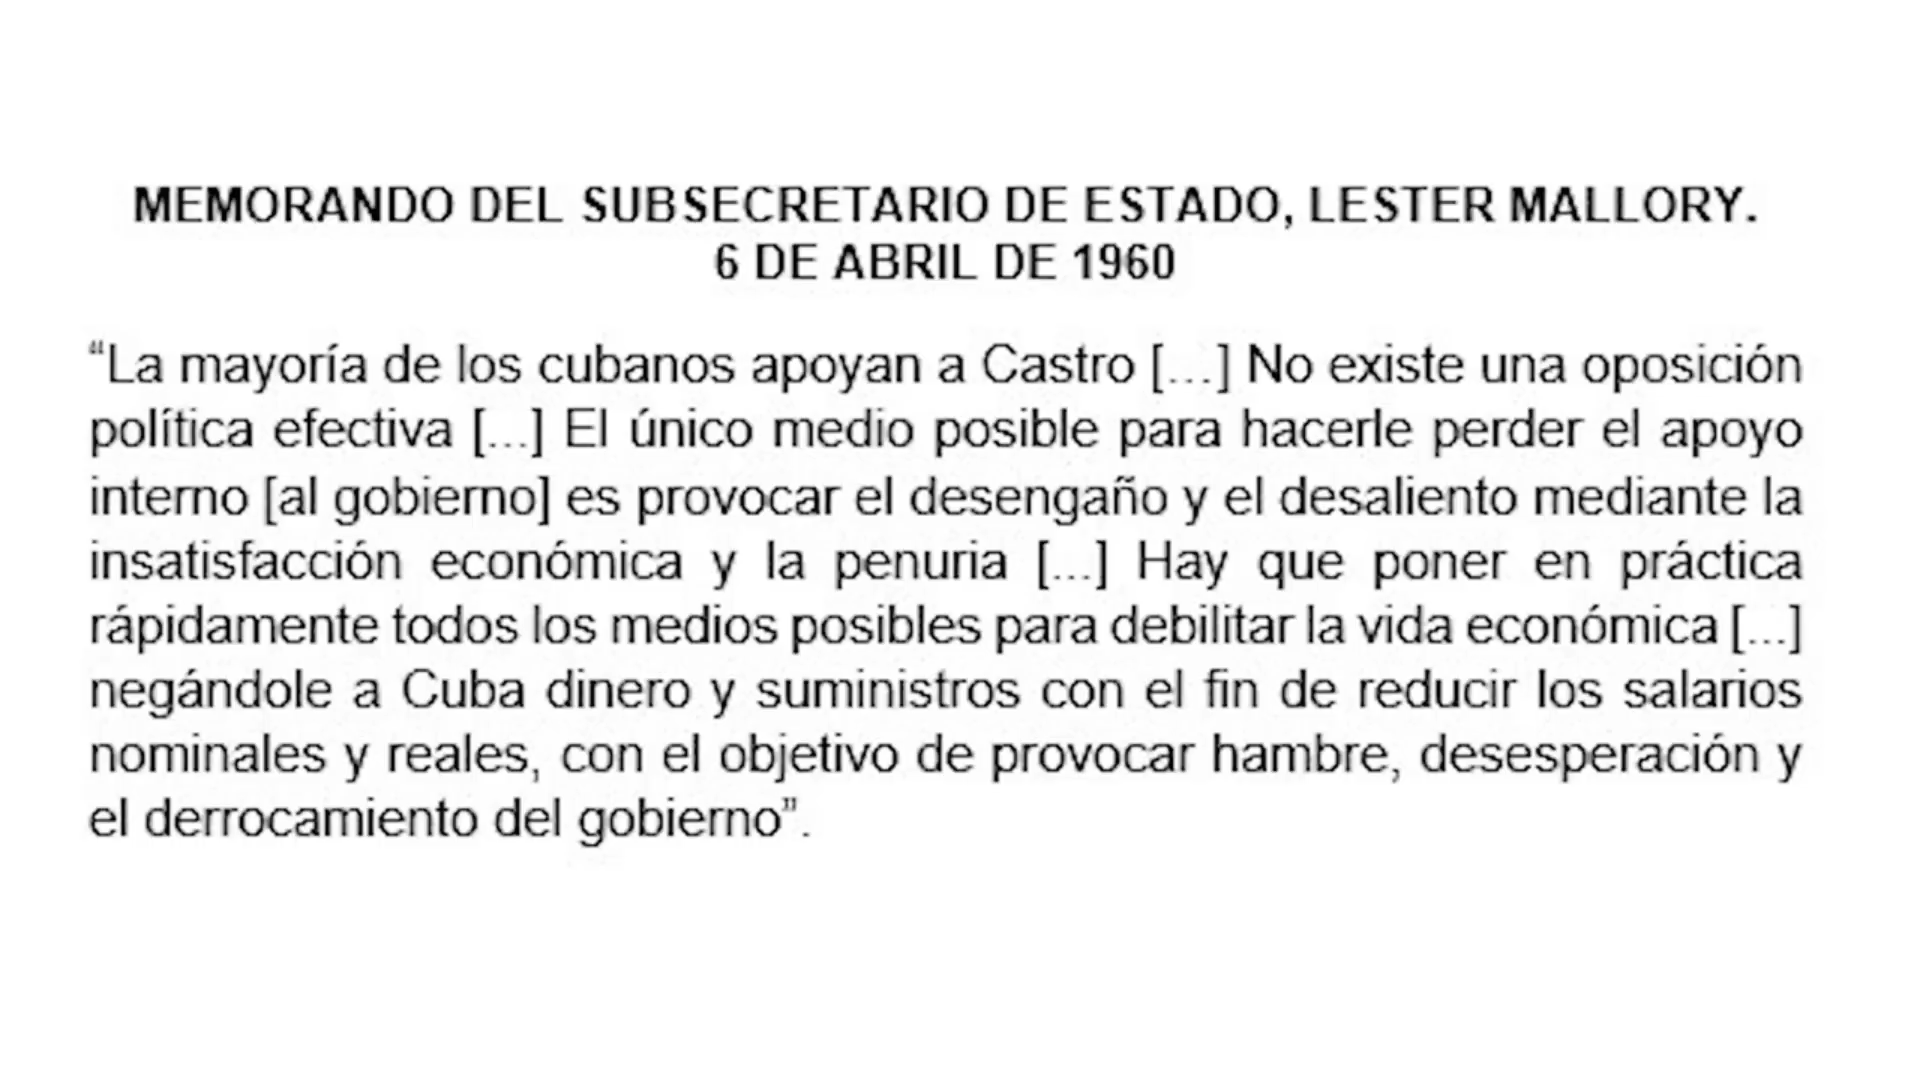 MEMORANDO DEL SUBSECRETARIO DE ESTADO, LESTER MALLORY.
6 DE ABRIL DE 1960
“La mayoría de los cubanos apoyan a Castro [...] No existe una oposición
política efectiva [...] El único medio posible para hacerle perder el apoyo
interno [al gobierno] es provocar el desengaño y el desaliento mediante la
insatisfacción económica y la penuria [...] Hay que poner en práctica
rápidamente todos los medios posibles para debilitar la vida económica [...]
negándole a Cuba dinero y suministros con el fin de reducir los salarios
nominales y reales, con el objetivo de provocar hambre, desesperación y
el derrocamiento del gobierno”.